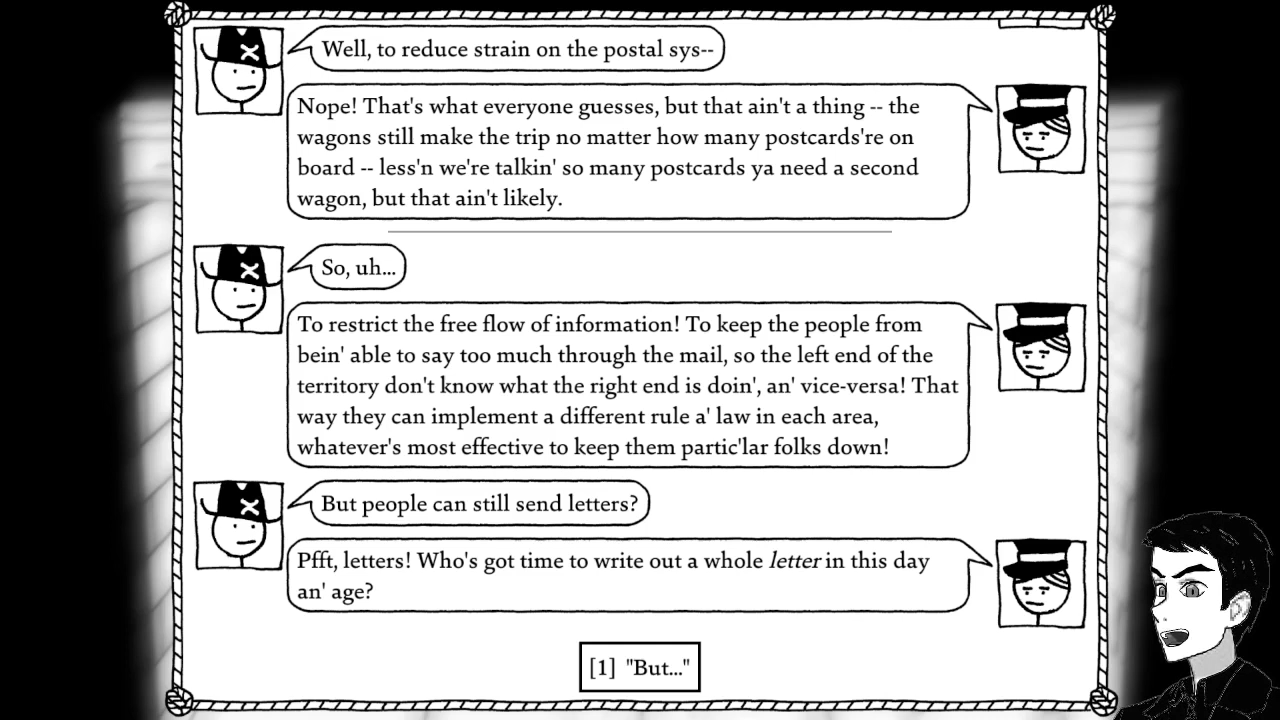 Well, to reduce strain on the postal sys--
Nope! That's what everyone guesses, but that ain't a thing -- the
wagons still make the trip no matter how many postcards're on
board -- less'n we're talkin' so many postcards ya need a second
wagon, but that ain't likely.
So, uh...
To restrict the free flow of information! To keep the people from
bein' able to say too much through the mail, so the left end of the
territory don't know what the right end is doin', an' vice-versa! That
way they can implement a different rule a' law in each area,
whatever's most effective to keep them partic'lar folks down!
But people can still send letters?
Pfft, letters! Who's got time to write out a whole letter in this day
an' age?
[1] "But..."